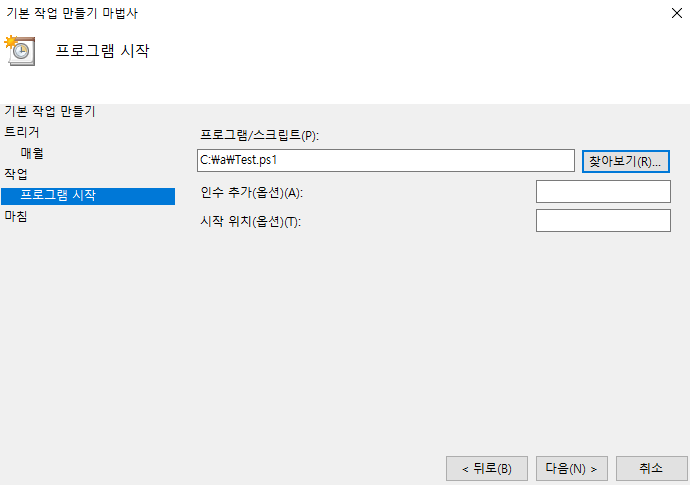 기본 작업 만들기 마법사
프로그램 시작
기본 작업 만들기
트리거
매월
작업
프로그램 시작
마침
프로그램/스크립트(P):
C:₩a₩Test.ps1
찾아보기(R)...
인수 추가(옵션)(A):
시작 위치(옵션)(T):
< 뒤로(B)
다음(N) >
취소